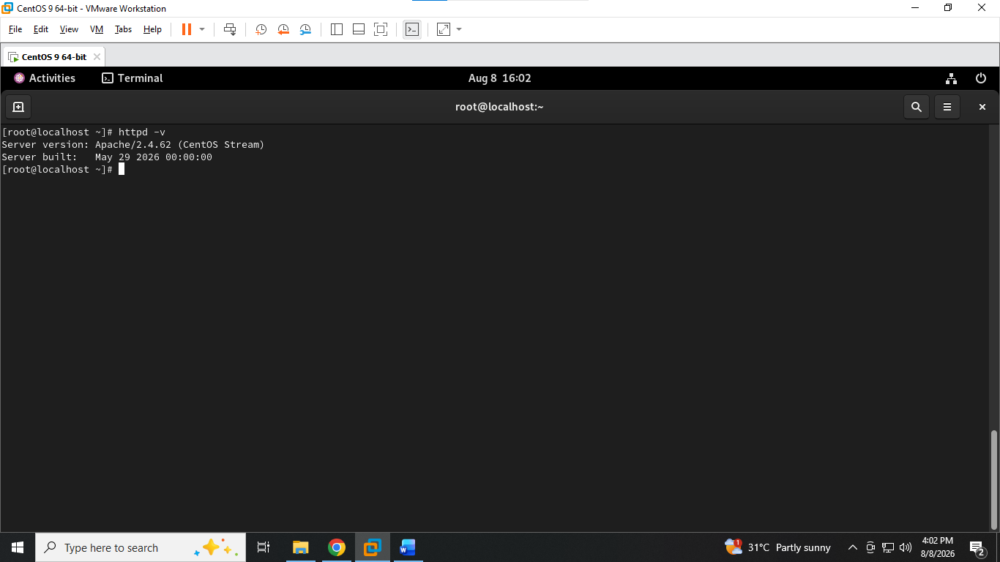 CentOS 9 64-bit - VMware Workstation
File Edit View VM Tabs Help
CentOS 9 64-bit
Activities Terminal Aug 8 16:02
root@localhost:~
[root@localhost ~]# httpd -v
Server version: Apache/2.4.62 (CentOS Stream)
Server built:   May 29 2026 00:00:00
[root@localhost ~]#
Type here to search 1 31°C Partly sunny 4:02 PM
8/8/2026 2